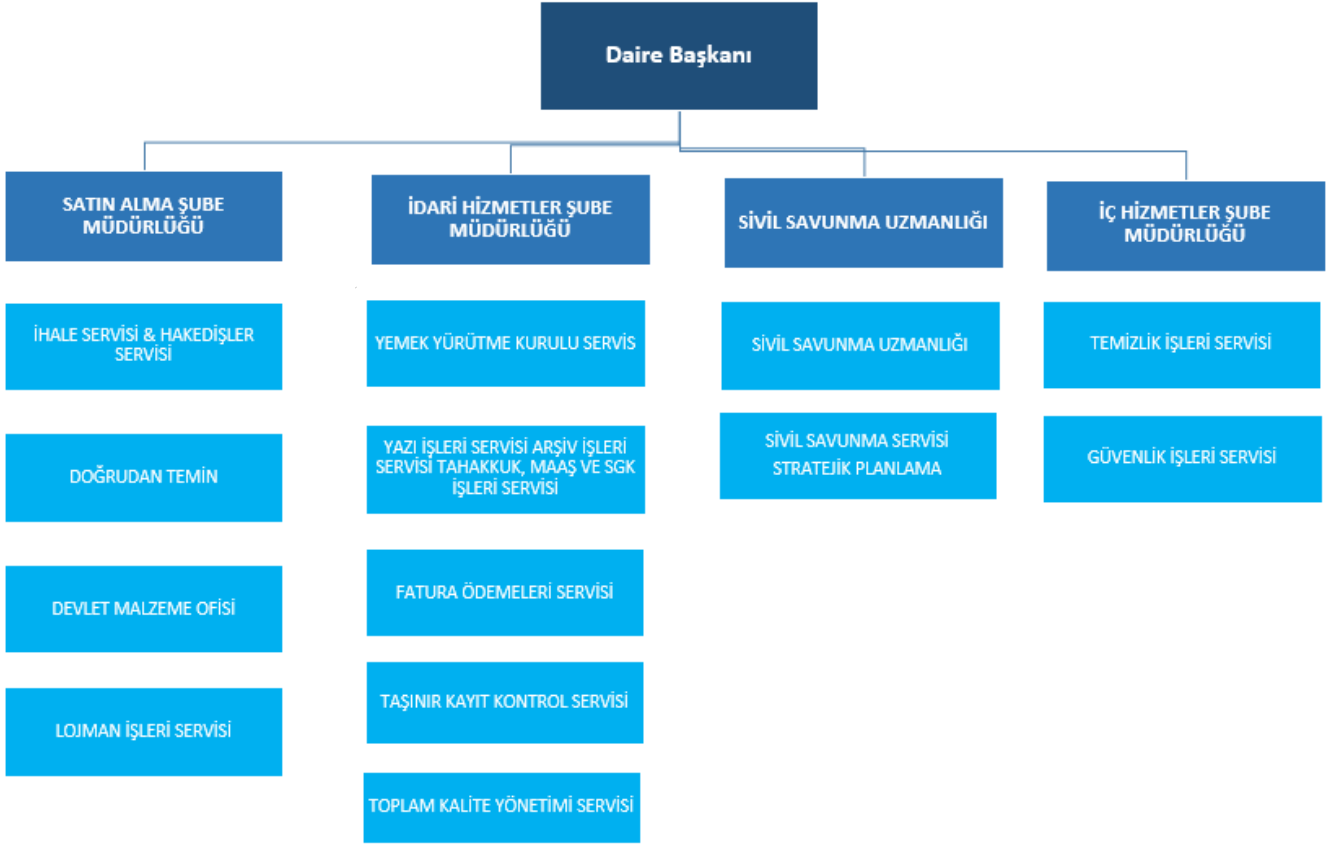 Daire Başkanı
SATIN ALMA ŞUBE
MÜDÜRLÜĞÜ
İHALE SERVİSİ & HAKEDİŞLER
SERVİSİ
DOĞRUDAN TEMİN
DEVLET MALZEME OFİSİ
LOJMAN İŞLERİ SERVİSİ
İDARİ HİZMETLER ŞUBE
MÜDÜRLÜĞÜ
YEMEK YÜRÜTME KURULU SERVİS
YAZI İŞLERİ SERVİSİ ARŞİV İŞLERİ
SERVİSİ TAHAKKUK, MAAŞ VE SGK
İŞLERİ SERVİSİ
FATURA ÖDEMELERİ SERVİSİ
TAŞINIR KAYIT KONTROL SERVİSİ
TOPLAM KALİTE YÖNETİMİ SERVİSİ
SİVİL SAVUNMA UZMANLIĞI
SİVİL SAVUNMA UZMANLIĞI
SİVİL SAVUNMA SERVİSİ
STRATEJİK PLANLAMA
İÇ HİZMETLER ŞUBE
MÜDÜRLÜĞÜ
TEMİZLİK İŞLERİ SERVİSİ
GÜVENLİK İŞLERİ SERVİSİ